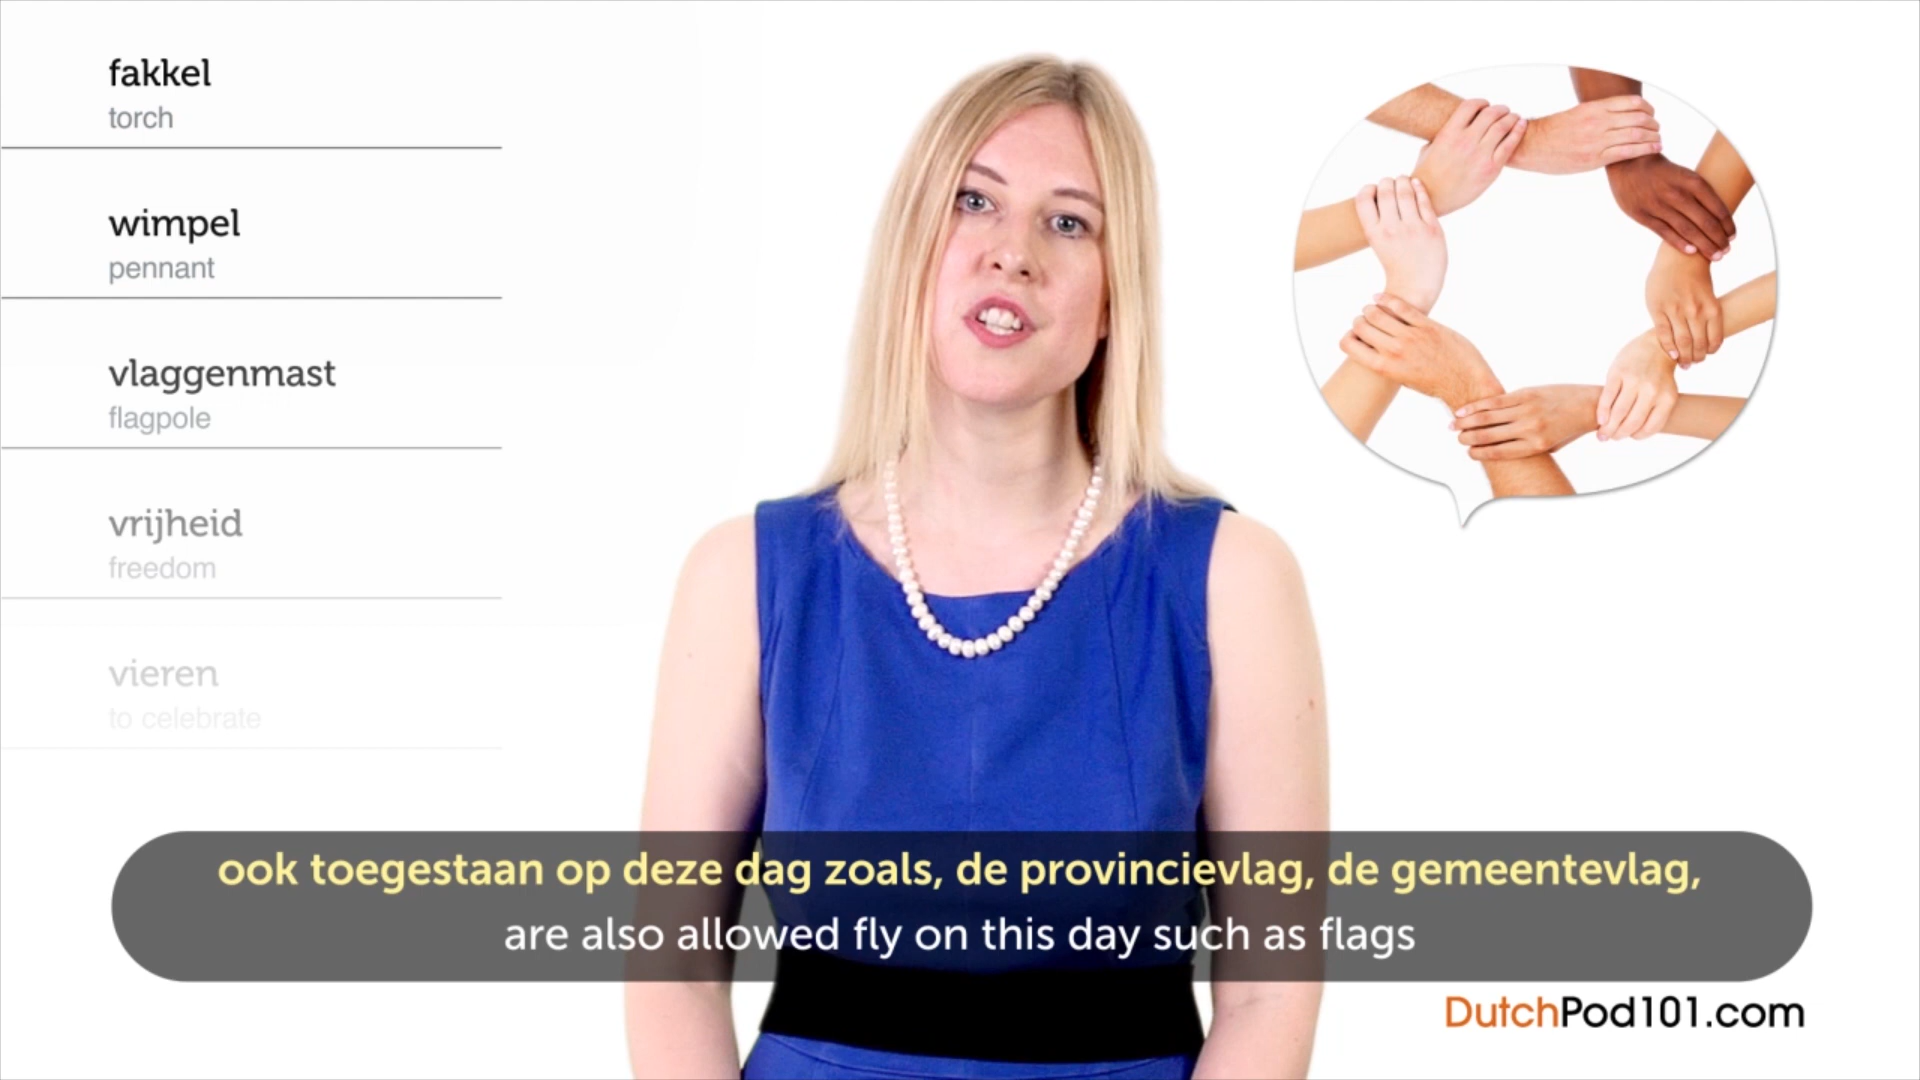 fakkel
torch
wimpel
pennant
vlaggenmast
flagpole
vrijheid
freedom
vieren
to celebrate
ook toegestaan op deze dag zoals, de provincievlag, de gemeentevlag,
are also allowed fly on this day such as flags
DutchPod101.com